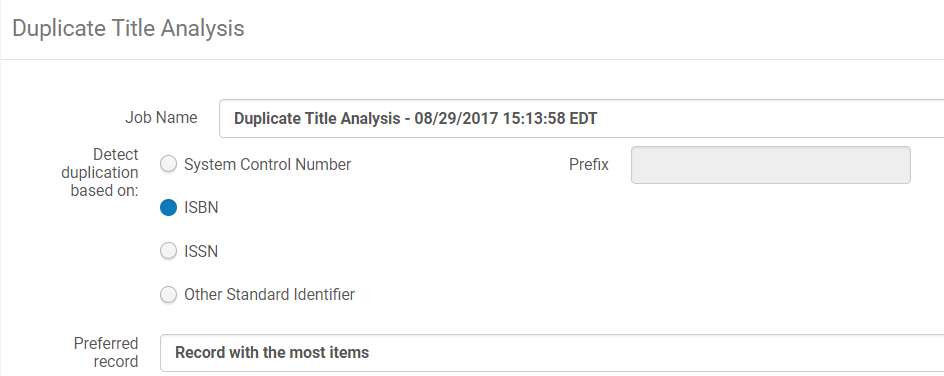 Duplicate Title Analysis
Job Name Duplicate Title Analysis - 08/29/2017 15:13:58 EDT
Detect
duplication
based on:
System Control Number Prefix
ISBN
ISSN
Other Standard Identifier
Preferred
record
Record with the most items